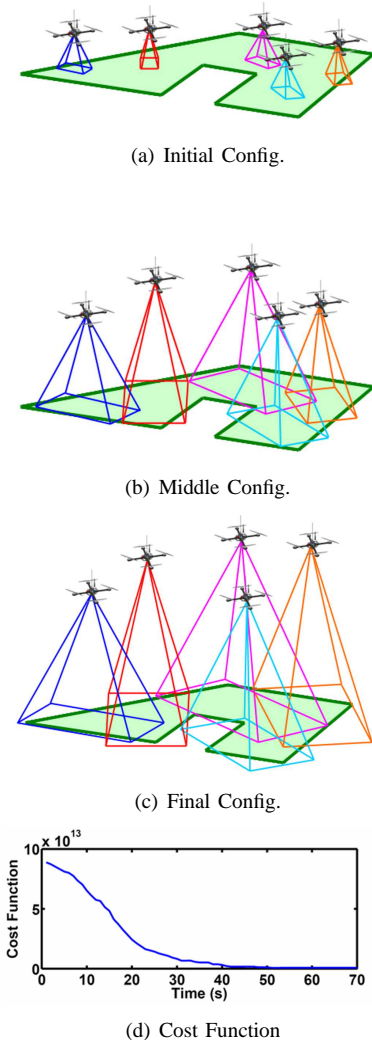 (a) Initial Config.
(b) Middle Config.
(c) Final Config.
x 10^13
10
5
0
Cost Function
0 10 20 30 40 50 60 70
Time (s)
(d) Cost Function